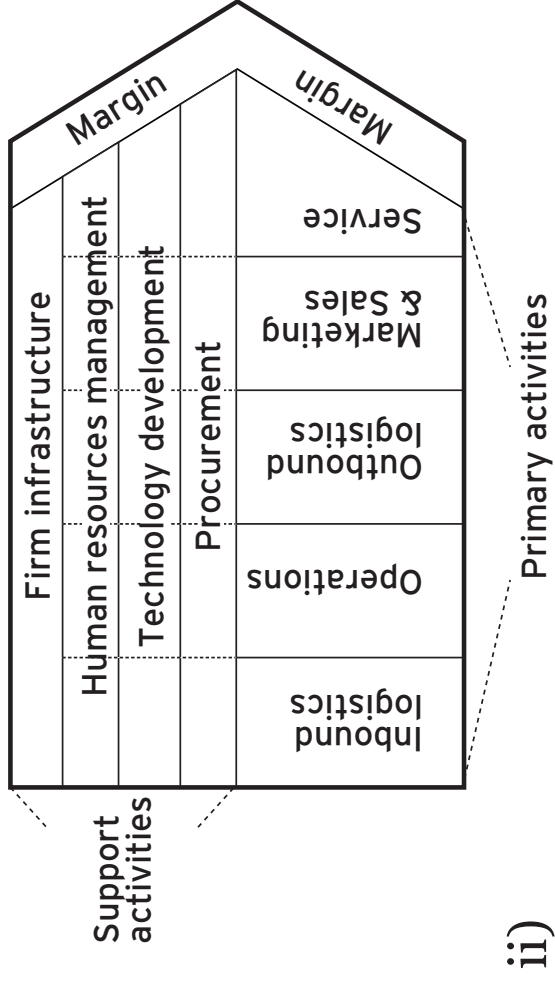 Support
activities
Firm infrastructure
Human resources management
Technology development
Procurement
Inbound
logistics
Operations
Outbound
logistics
Marketing
& Sales
Service
Margin
Margin
Primary activities
ii)